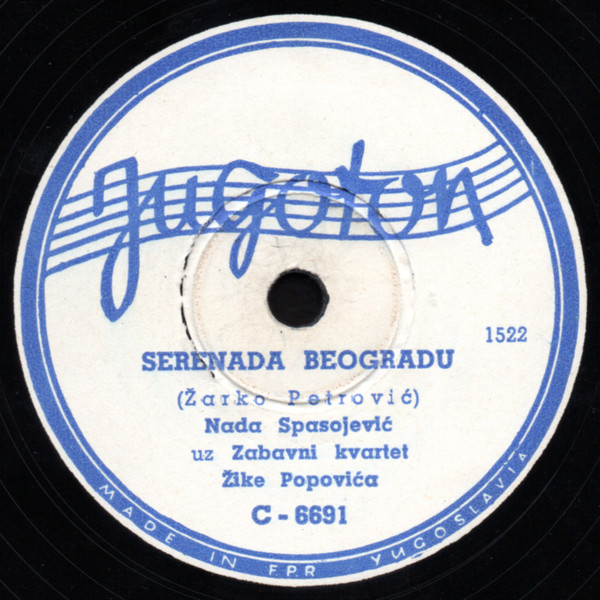 Jugoton
1522
SERENADA BEOGRADU
(Žarko Petrović)
Nada Spasojević
uz Zabavni kvartet
Žike Popovića
C-6691
MADE IN F.P.R YUGOSLAVIA